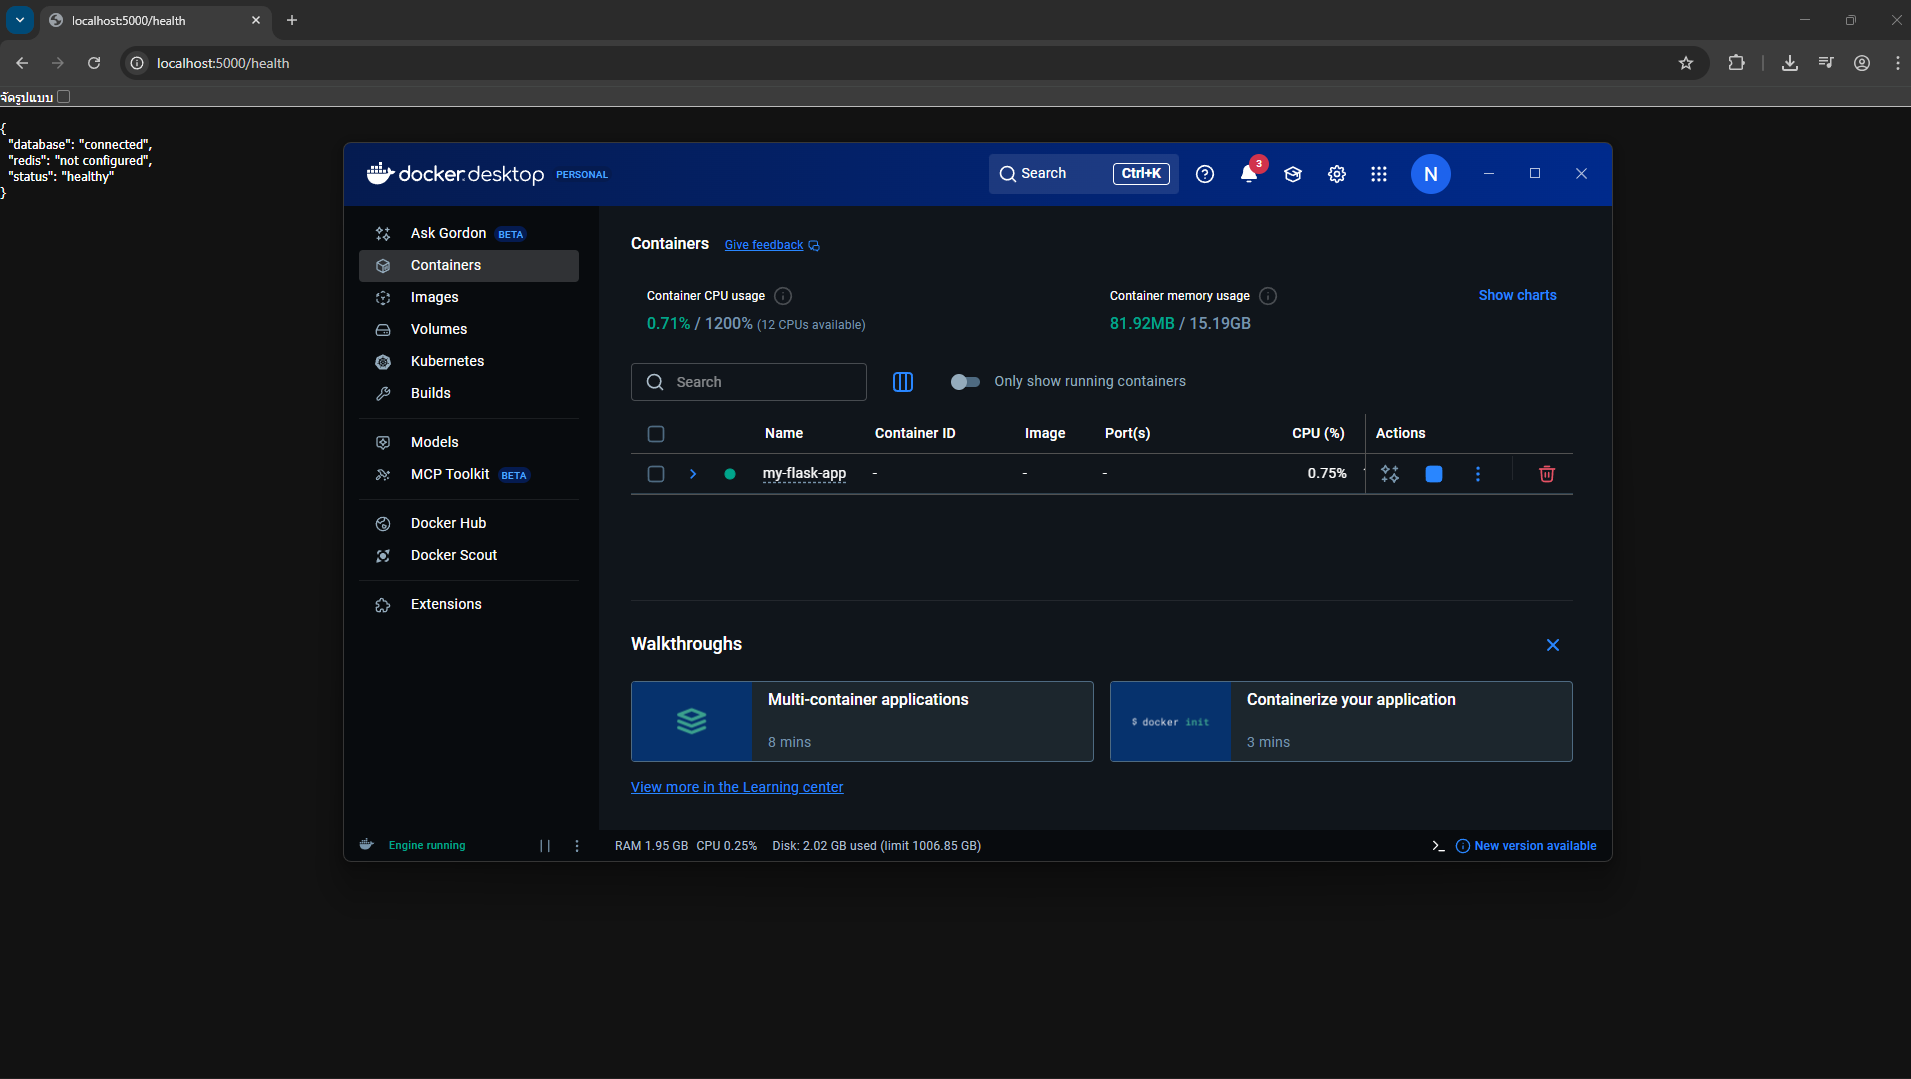 localhost:5000/health
localhost:5000/health
จัดรูปแบบ
{
"database": "connected",
"redis": "not configured",
"status": "healthy"
}
docker.desktop PERSONAL
Search Ctrl+K
3
N
Ask Gordon BETA
Containers
Images
Volumes
Kubernetes
Builds
Models
MCP Toolkit BETA
Docker Hub
Docker Scout
Extensions
Containers Give feedback
Container CPU usage
0.71% / 1200% (12 CPUs available)
Container memory usage
81.92MB / 15.19GB
Show charts
Search
Only show running containers
Name Container ID Image Port(s) CPU (%) Actions
my-flask-app - - - 0.75%
Walkthroughs
Multi-container applications
8 mins
$ docker init
Containerize your application
3 mins
View more in the Learning center
Engine running
RAM 1.95 GB CPU 0.25% Disk: 2.02 GB used (limit 1006.85 GB)
New version available